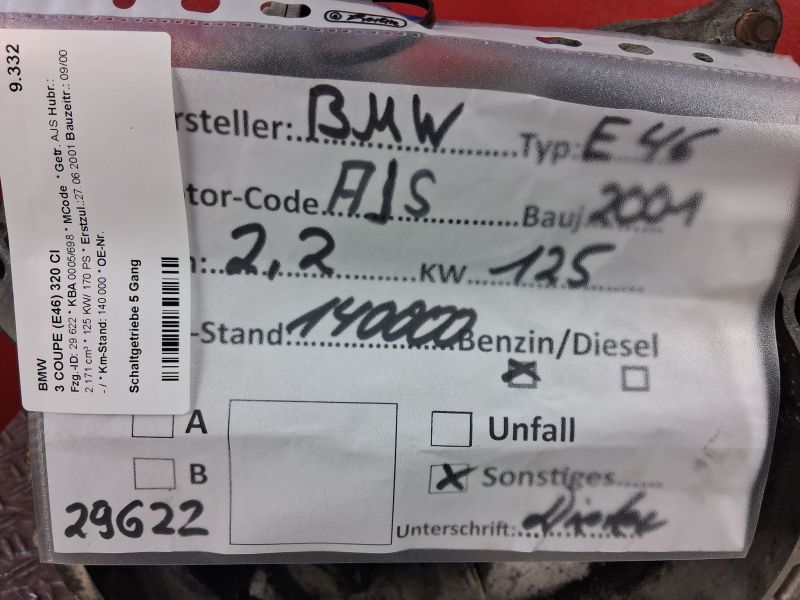 Herlitz
9.332
BMW
3 COUPE (E46) 320 CI
Fzg.-ID: 29.622 * KBA 0005/698 * MCode * Getr. AJS Hubr.:
2.171 cm³ * 125 KW/ 170 PS * Erstzul.:27 06 2001 Bauzeitr.: 09/00
- / * Km-Stand: 140 000 * OE-Nr.
Schaltgetriebe 5 Gang
rsteller: BMW Typ: E46
tor-Code AJS Bauj 2001
: 2,2 KW 125
-Stand: 140000 Benzin/Diesel
A Unfall
B Sonstiges
29622 Unterschrift: